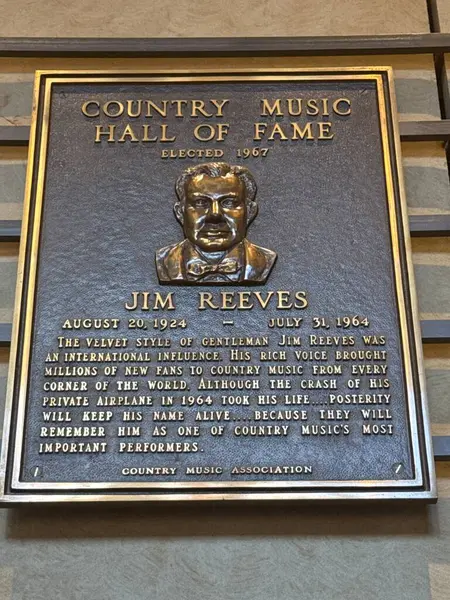 COUNTRY MUSIC
HALL OF FAME
ELECTED 1967
JIM REEVES
AUGUST 20, 1924 – JULY 31, 1964
THE VELVET STYLE OF GENTLEMAN JIM REEVES WAS
AN INTERNATIONAL INFLUENCE. HIS RICH VOICE BROUGHT
MILLIONS OF NEW FANS TO COUNTRY MUSIC FROM EVERY
CORNER OF THE WORLD. ALTHOUGH THE CRASH OF HIS
PRIVATE AIRPLANE IN 1964 TOOK HIS LIFE....POSTERITY
WILL KEEP HIS NAME ALIVE....BECAUSE THEY WILL
REMEMBER HIM AS ONE OF COUNTRY MUSIC'S MOST
IMPORTANT PERFORMERS.
COUNTRY MUSIC ASSOCIATION